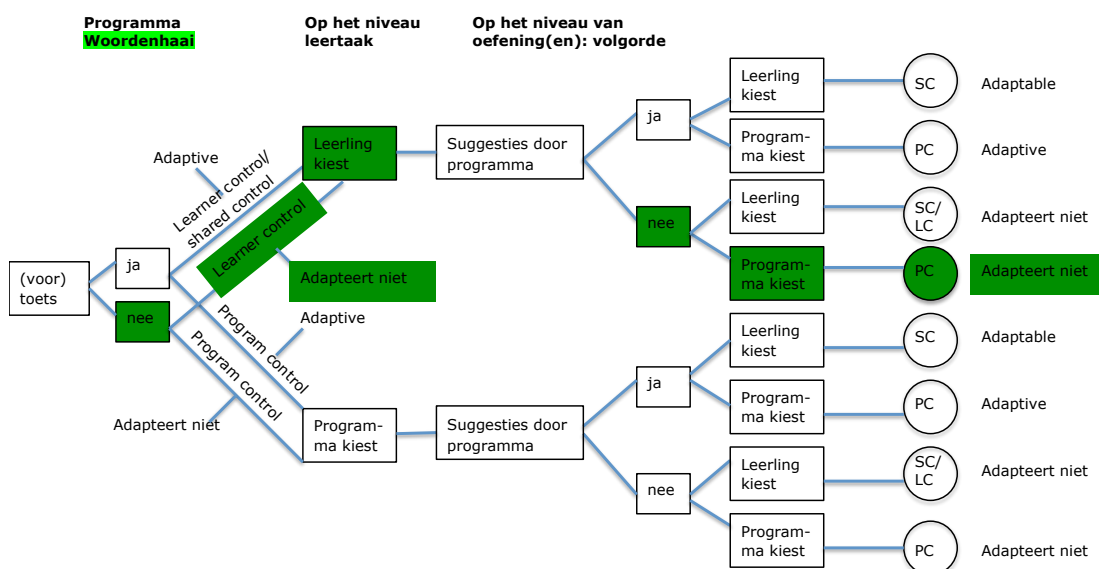 Programma
Woordenhaai
Op het niveau
leertaak
Op het niveau van
oefening(en): volgorde
(voor)
toets
ja
nee
Adaptive
Learner control/
shared control
Learner control
Adapteert niet
Program control
Adaptive
Program control
Adapteert niet
Leerling
kiest
Program-
ma kiest
Suggesties door
programma
Suggesties door
programma
ja
nee
ja
nee
Leerling
kiest
SC
Adaptable
Program-
ma kiest
PC
Adaptive
Leerling
kiest
SC/
LC
Adapteert niet
Program-
ma kiest
PC
Adapteert niet
Leerling
kiest
SC
Adaptable
Program-
ma kiest
PC
Adaptive
Leerling
kiest
SC/
LC
Adapteert niet
Program-
ma kiest
PC
Adapteert niet